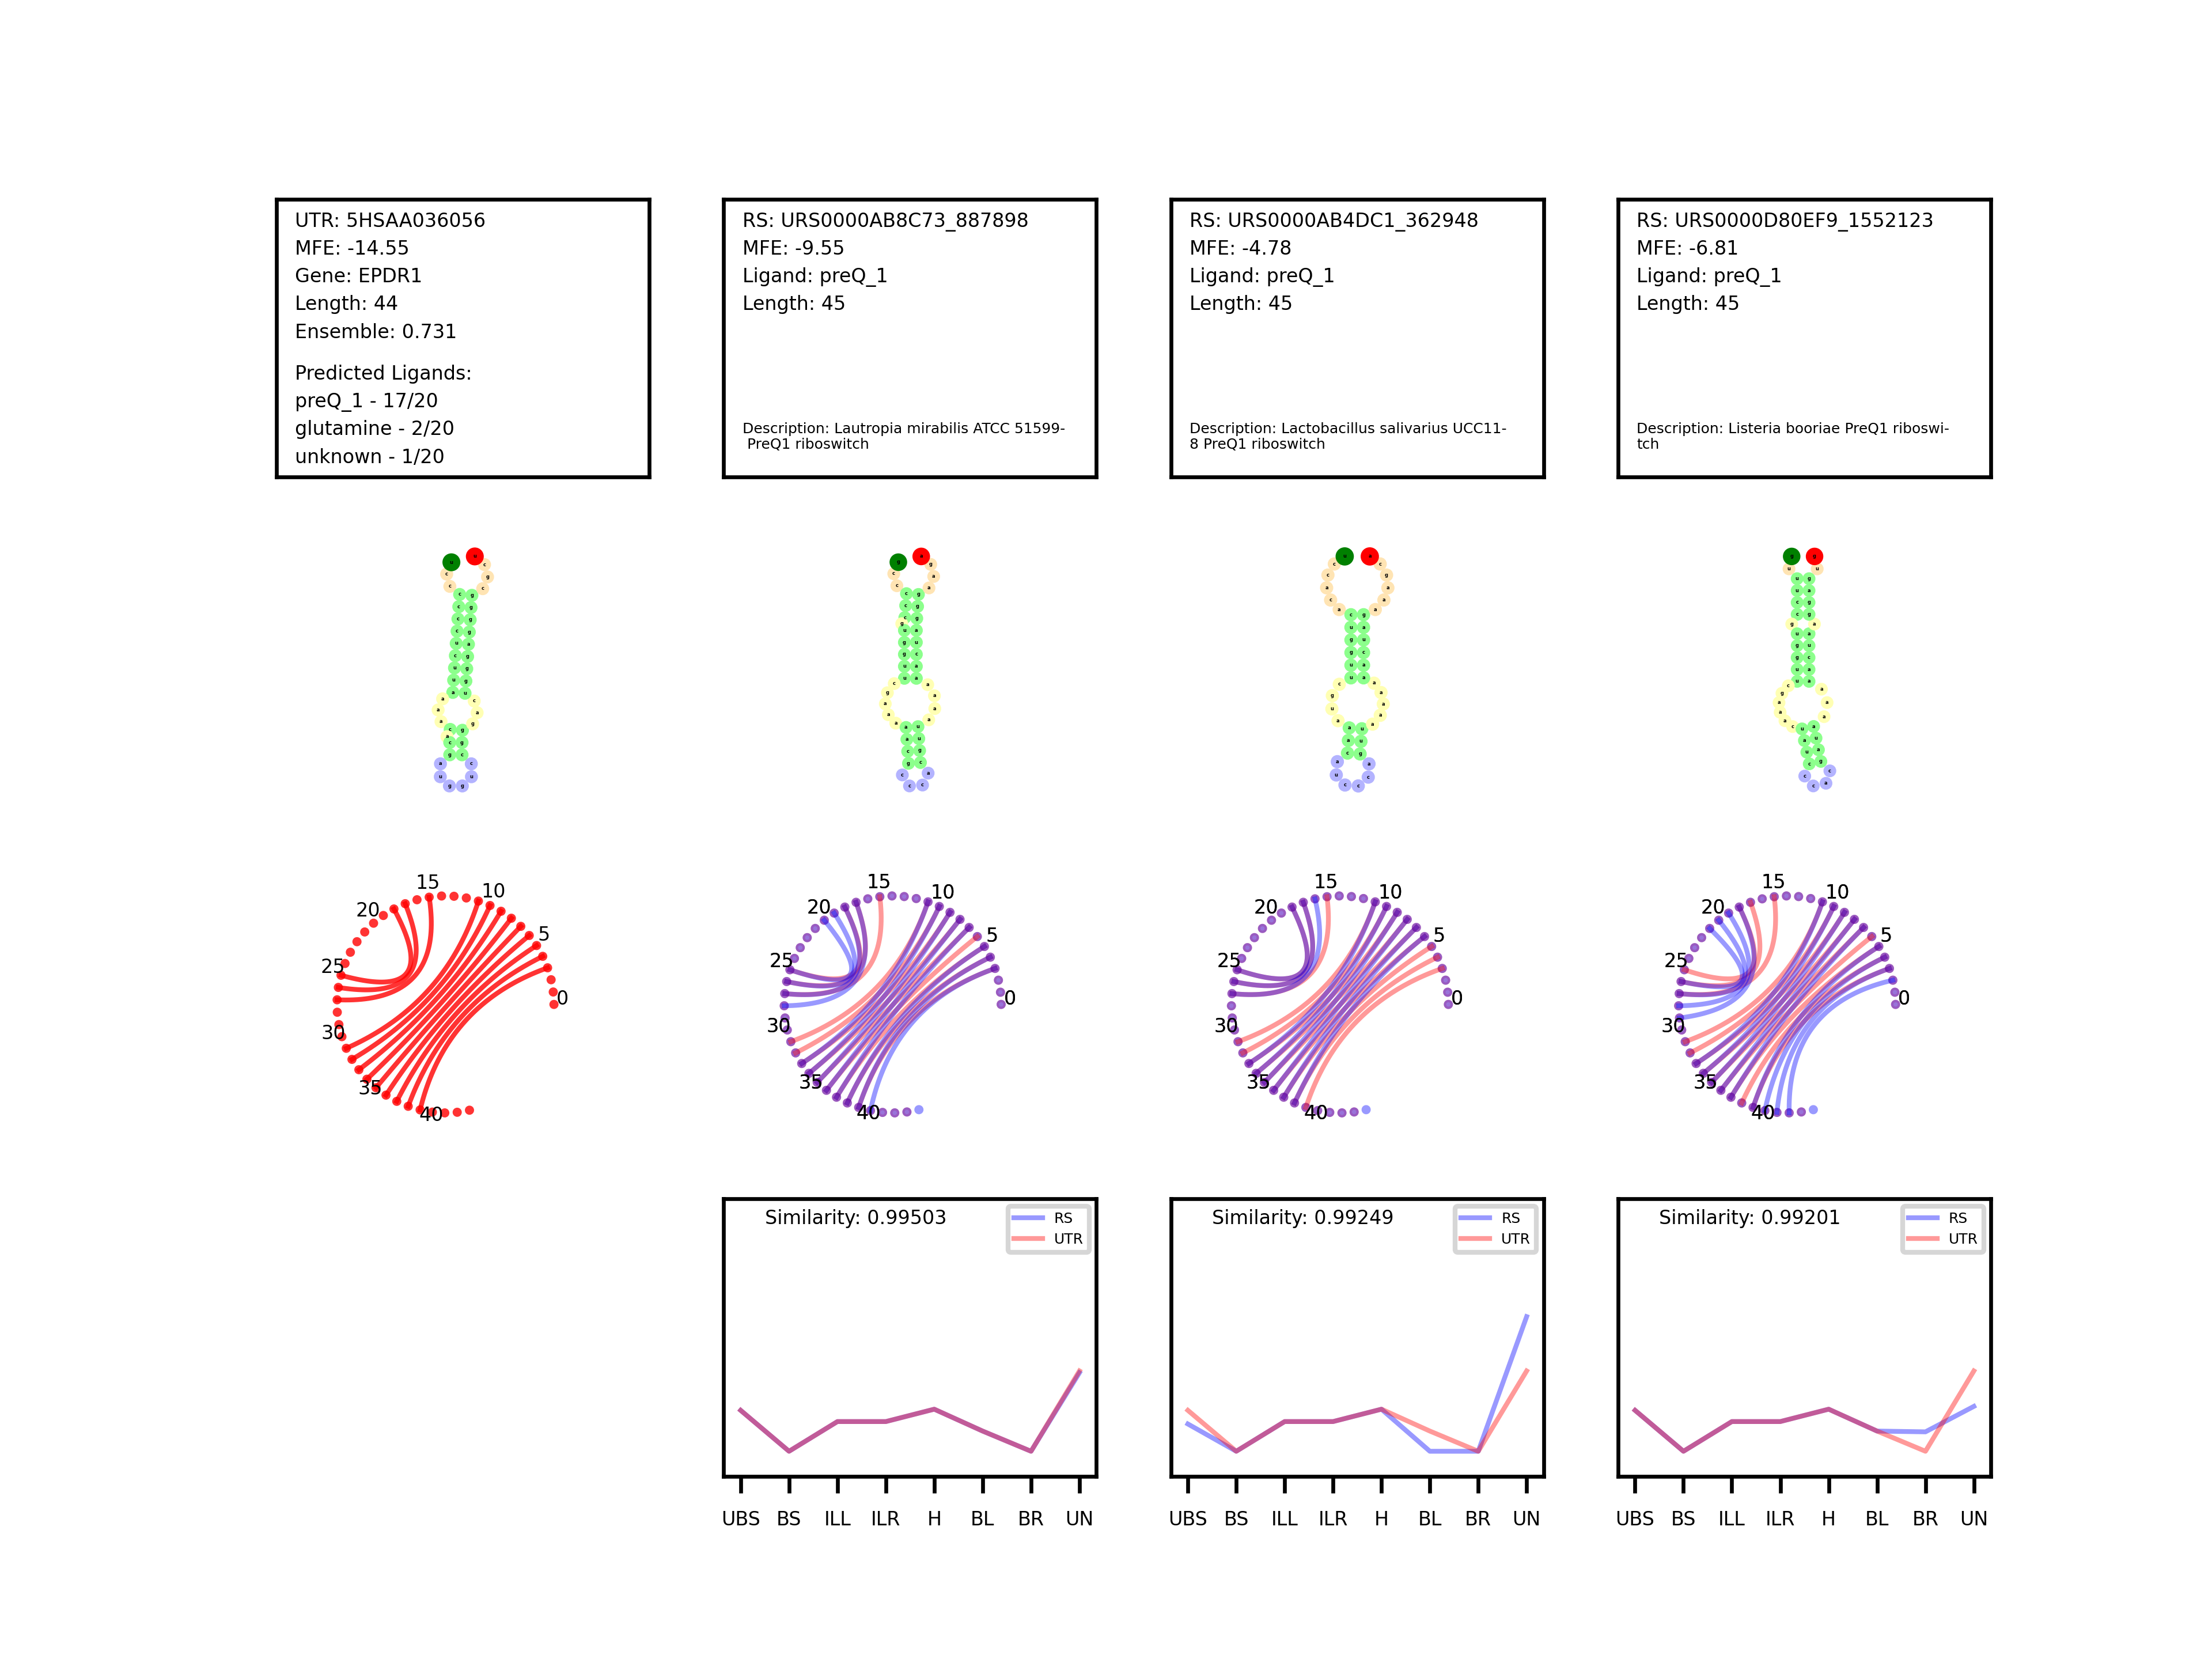 UTR: 5HSAA036056
MFE: -14.55
Gene: EPDR1
Length: 44
Ensemble: 0.731
Predicted Ligands:
preQ_1 - 17/20
glutamine - 2/20
unknown - 1/20
RS: URS0000AB8C73_887898
MFE: -9.55
Ligand: preQ_1
Length: 45
Description: Lautropia mirabilis ATCC 51599-
PreQ1 riboswitch
RS: URS0000AB4DC1_362948
MFE: -4.78
Ligand: preQ_1
Length: 45
Description: Lactobacillus salivarius UCC11-
8 PreQ1 riboswitch
RS: URS0000D80EF9_1552123
MFE: -6.81
Ligand: preQ_1
Length: 45
Description: Listeria booriae PreQ1 riboswi-
tch
0
5
10
15
20
25
30
35
40
0
5
10
15
20
25
30
35
40
0
5
10
15
20
25
30
35
40
0
5
10
15
20
25
30
35
40
Similarity: 0.99503
RS
UTR
UBS BS ILL ILR H BL BR UN
Similarity: 0.99249
RS
UTR
UBS BS ILL ILR H BL BR UN
Similarity: 0.99201
RS
UTR
UBS BS ILL ILR H BL BR UN